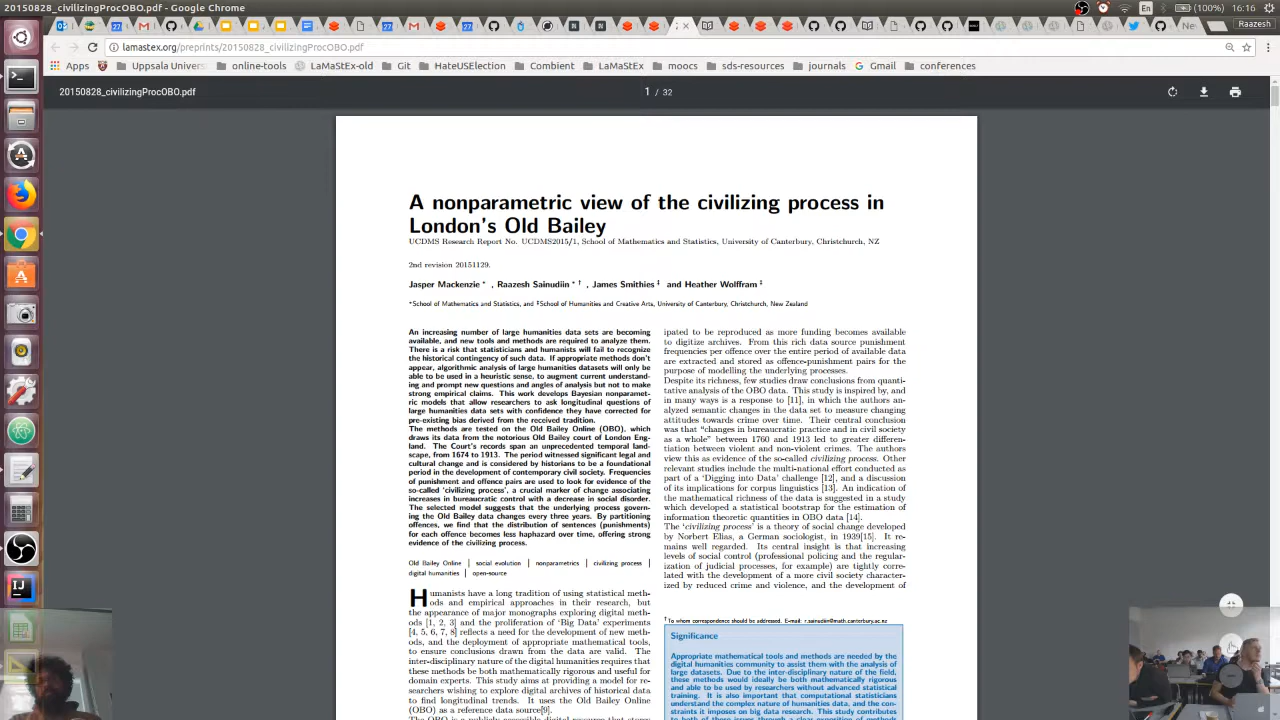 20150828_civilizingProcOBO.pdf - Google Chrome
En
(100%)
16:16
Raazesh
lamastex.org/preprints/20150828_civilizingProcOBO.pdf
Apps
Uppsala Univers
online-tools
LaMaStEx-old
Git
HateUSElection
Combient
LaMaStEx
moocs
sds-resources
journals
Gmail
conferences
20150828_civilizingProcOBO.pdf
1 / 32
A nonparametric view of the civilizing process in
London's Old Bailey
UCDMS Research Report No. UCDMS2015/1, School of Mathematics and Statistics, University of Canterbury, Christchurch, NZ
2nd revision 20151129.
Jasper Mackenzie * , Raazesh Sainudiin * † , James Smithies ‡ and Heather Wolffram ‡
*School of Mathematics and Statistics, and ‡School of Humanities and Creative Arts, University of Canterbury, Christchurch, New Zealand
An increasing number of large humanities data sets are becoming
available, and new tools and methods are required to analyze them.
There is a risk that statisticians and humanists will fail to recognize
the historical contingency of such data. If appropriate methods don't
appear, algorithmic analysis of large humanities datasets will only be
able to be used in a heuristic sense, to augment current understand-
ing and prompt new questions and angles of analysis but not to make
strong empirical claims. This work develops Bayesian nonparamet-
ric models that allow researchers to ask longitudinal questions of
large humanities data sets with confidence they have corrected for
pre-existing bias derived from the received tradition.
The methods are tested on the Old Bailey Online (OBO), which
draws its data from the notorious Old Bailey court of London Eng-
land. The Court's records span an unprecedented temporal land-
scape, from 1674 to 1913. The period witnessed significant legal and
cultural change and is considered by historians to be a foundational
period in the development of contemporary civil society. Frequencies
of punishment and offence pairs are used to look for evidence of the
so-called 'civilizing process', a crucial marker of change associating
increases in bureaucratic control with a decrease in social disorder.
The selected model suggests that the underlying process govern-
ing the Old Bailey data changes every three years. By partitioning
offences, we find that the distribution of sentences (punishments)
for each offence becomes less haphazard over time, offering strong
evidence of the civilizing process.
Old Bailey Online | social evolution | nonparametrics | civilizing process |
digital humanities | open-source
Humanists have a long tradition of using statistical meth-
ods and empirical approaches in their research, but
the appearance of major monographs exploring digital meth-
ods [1, 2, 3] and the proliferation of 'Big Data' experiments
[4, 5, 6, 7, 8] reflects a need for the development of new meth-
ods, and the deployment of appropriate mathematical tools,
to ensure conclusions drawn from the data are valid. The
inter-disciplinary nature of the digital humanities requires that
these methods be both mathematically rigorous and useful for
domain experts. This study aims at providing a model for re-
searchers wishing to explore digital archives of historical data
to find longitudinal trends. It uses the Old Bailey Online
(OBO) as a reference data source[9].
ipated to be reproduced as more funding becomes available
to digitize archives. From this rich data source punishment
frequencies per offence over the entire period of available data
are extracted and stored as offence-punishment pairs for the
purpose of modelling the underlying processes.
Despite its richness, few studies draw conclusions from quanti-
tative analysis of the OBO data. This study is inspired by, and
in many ways is a response to [11], in which the authors an-
alyzed semantic changes in the data set to measure changing
attitudes towards crime over time. Their central conclusion
was that "changes in bureaucratic practice and in civil society
as a whole" between 1760 and 1913 led to greater differen-
tiation between violent and non-violent crimes. The authors
view this as evidence of the so-called civilizing process. Other
relevant studies include the multi-national effort conducted as
part of a 'Digging into Data' challenge [12], and a discussion
of its implications for corpus linguistics [13]. An indication of
the mathematical richness of the data is suggested in a study
which developed a statistical bootstrap for the estimation of
information theoretic quantities in OBO data [14].
The 'civilizing process' is a theory of social change developed
by Norbert Elias, a German sociologist, in 1939[15]. It re-
mains well regarded. Its central insight is that increasing
levels of social control (professional policing and the regular-
ization of judicial processes, for example) are tightly corre-
lated with the development of a more civil society character-
ized by reduced crime and violence, and the development of
† To whom correspondence should be addressed. E-mail: r.sainudiin@math.canterbury.ac.nz
Significance
Appropriate mathematical tools and methods are needed by the
digital humanities community to assist them with the analysis of
large datasets. Due to the inter-disciplinary nature of the field,
these methods would ideally be both mathematically rigorous
and able to be used by researchers without advanced statistical
training. It is also important that computational statisticians
understand the complex nature of humanities data, and the con-
straints it imposes on big data research. This study contributes